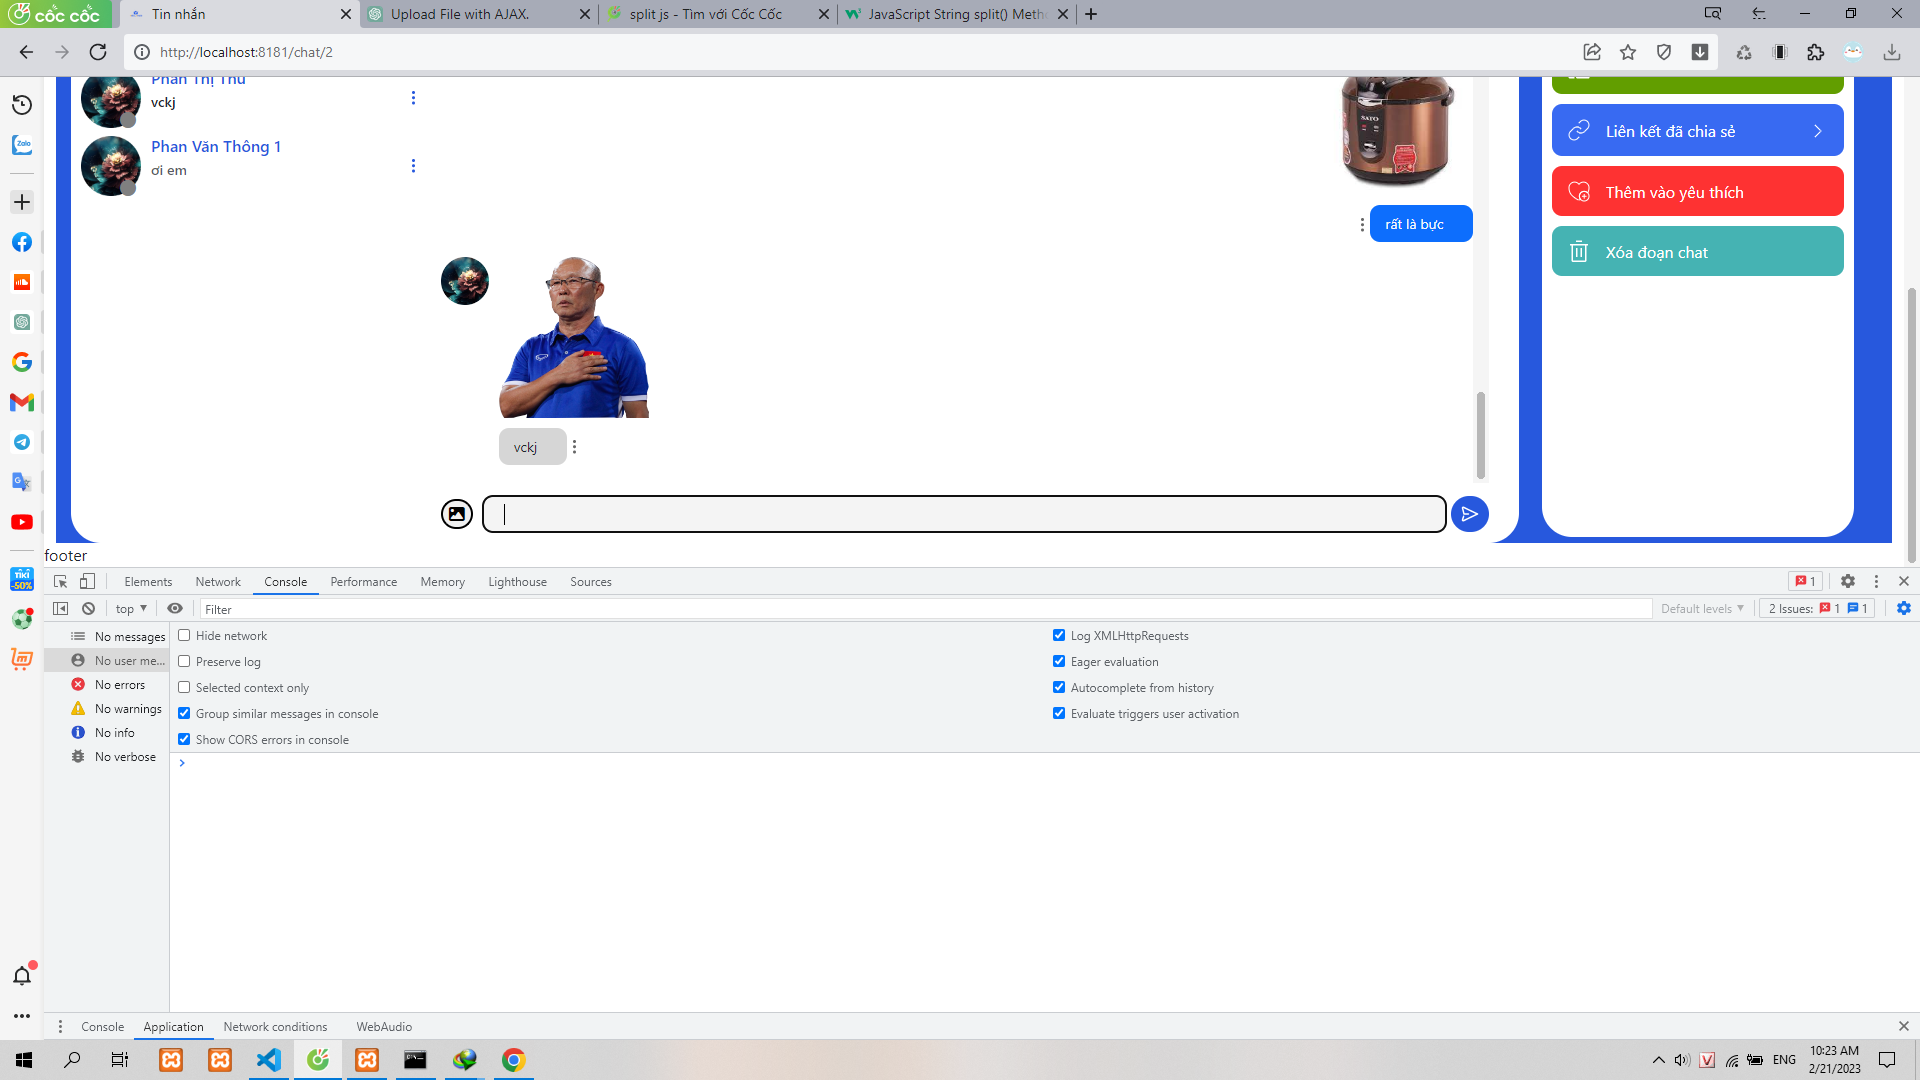 cốc cốc
Tin nhắn
Upload File with AJAX.
split js - Tìm với Cốc Cốc
JavaScript String split() Meth
http://localhost:8181/chat/2
Phan Thị Thu
vckj
Phan Văn Thông 1
ơi em
SATO
rất là bực
vckj
Liên kết đã chia sẻ
Thêm vào yêu thích
Xóa đoạn chat
Zalo
TIKI
-50%
footer
Elements
Network
Console
Performance
Memory
Lighthouse
Sources
1
top
Filter
Default levels
2 Issues:
1
1
No messages
No user me...
No errors
No warnings
No info
No verbose
Hide network
Preserve log
Selected context only
Group similar messages in console
Show CORS errors in console
Log XMLHttpRequests
Eager evaluation
Autocomplete from history
Evaluate triggers user activation
Console
Application
Network conditions
WebAudio
ENG
10:23 AM
2/21/2023